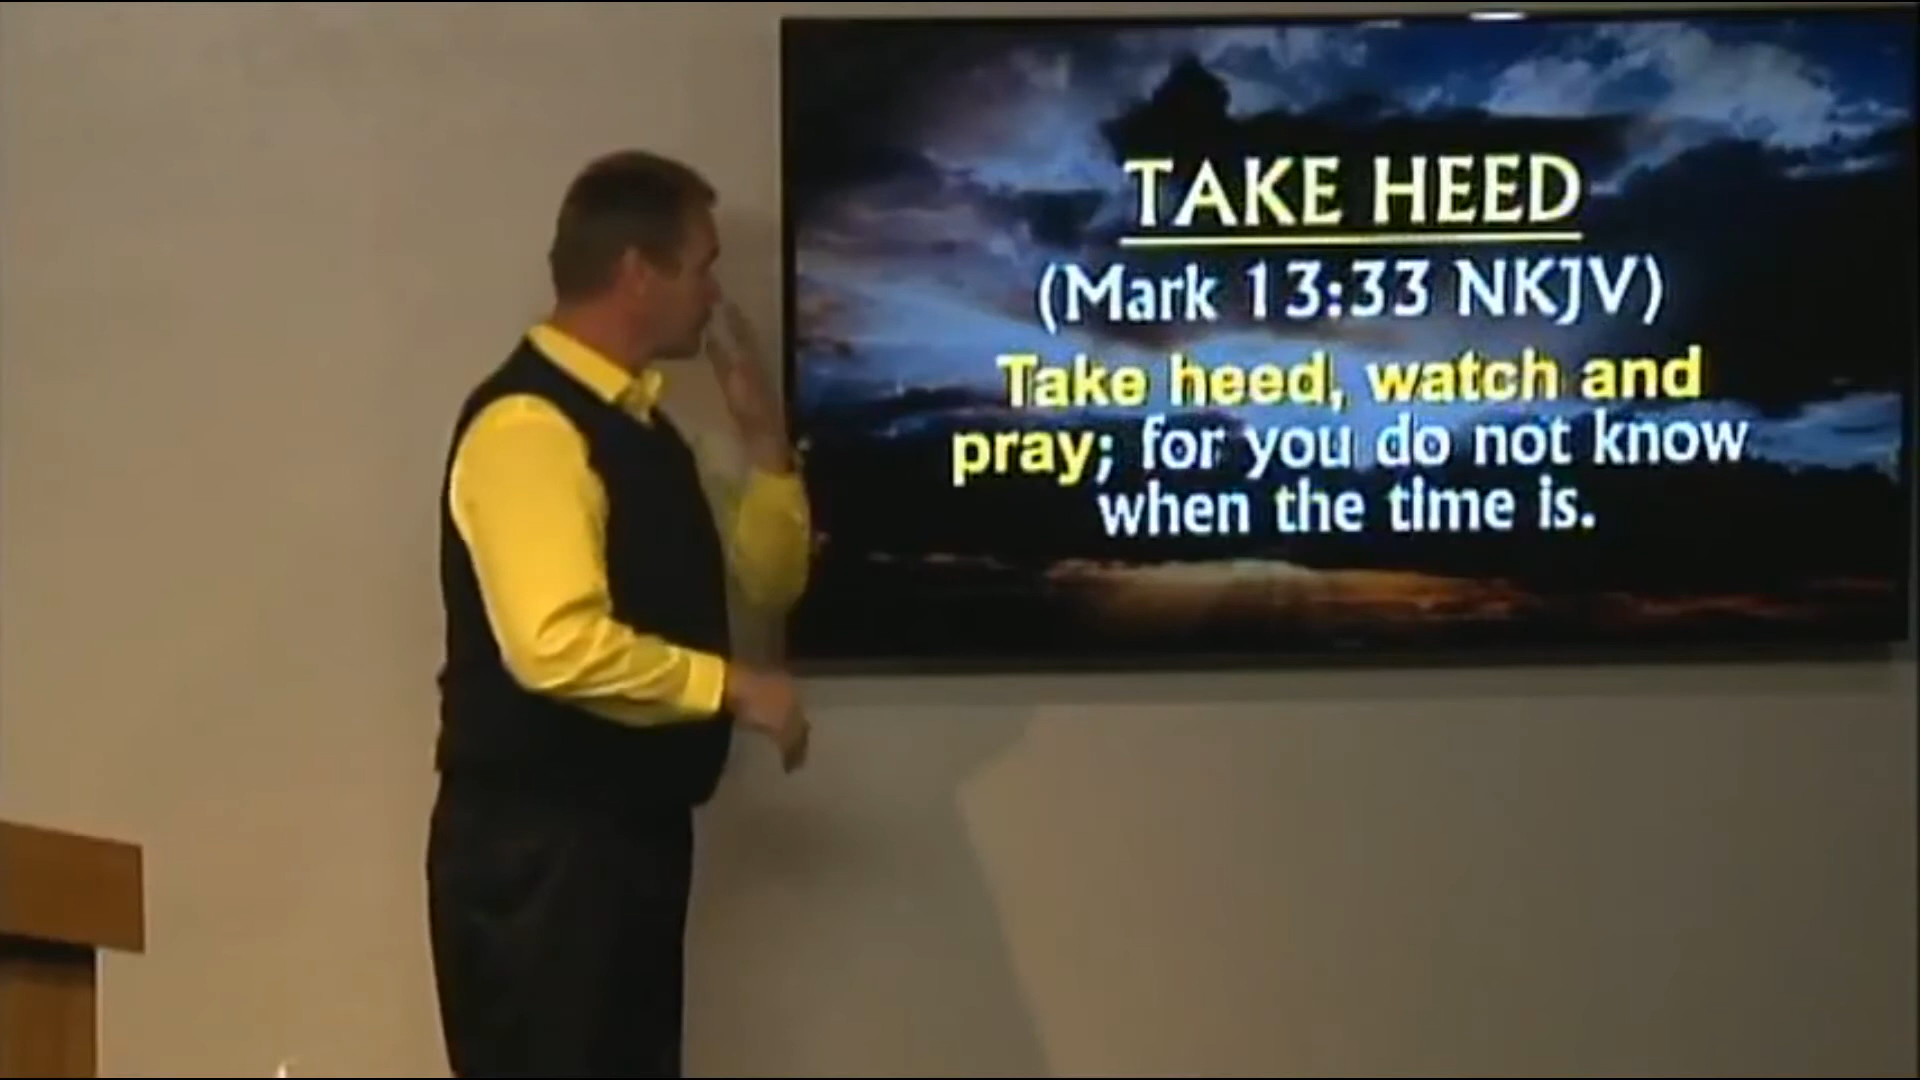 TAKE HEED
(Mark 13:33 NKJV)
Take heed, watch and
pray; for you do not know
when the time is.